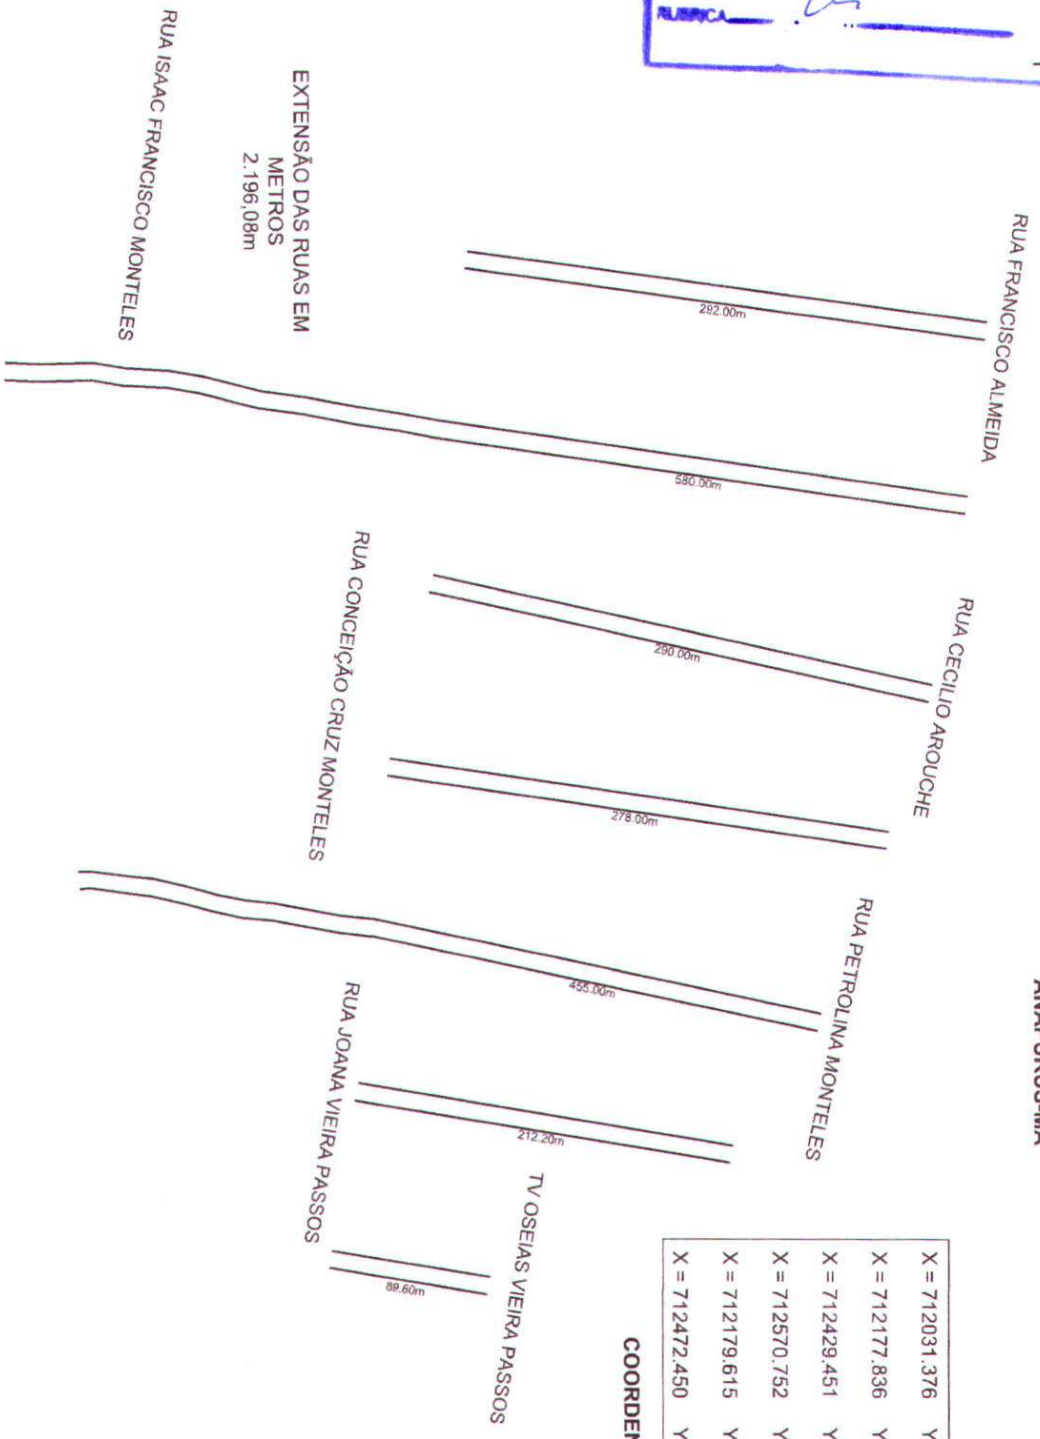 RUBRICA
RUA ISAAC FRANCISCO MONTELES
EXTENSÃO DAS RUAS EM
METROS
2.196,08m
RUA FRANCISCO ALMEIDA
292.00m
580.00m
RUA CECILIO AROUCHE
290.00m
RUA CONCEIÇÃO CRUZ MONTELES
278.00m
RUA PETROLINA MONTELES
455.00m
RUA JOANA VIEIRA PASSOS
212.20m
TV OSEIAS VIEIRA PASSOS
89.60m
X = 712031.376 Y
X = 712177.836 Y
X = 712429.451 Y
X = 712570.752 Y
X = 712179.615 Y
X = 712472.450 Y
COORDEN